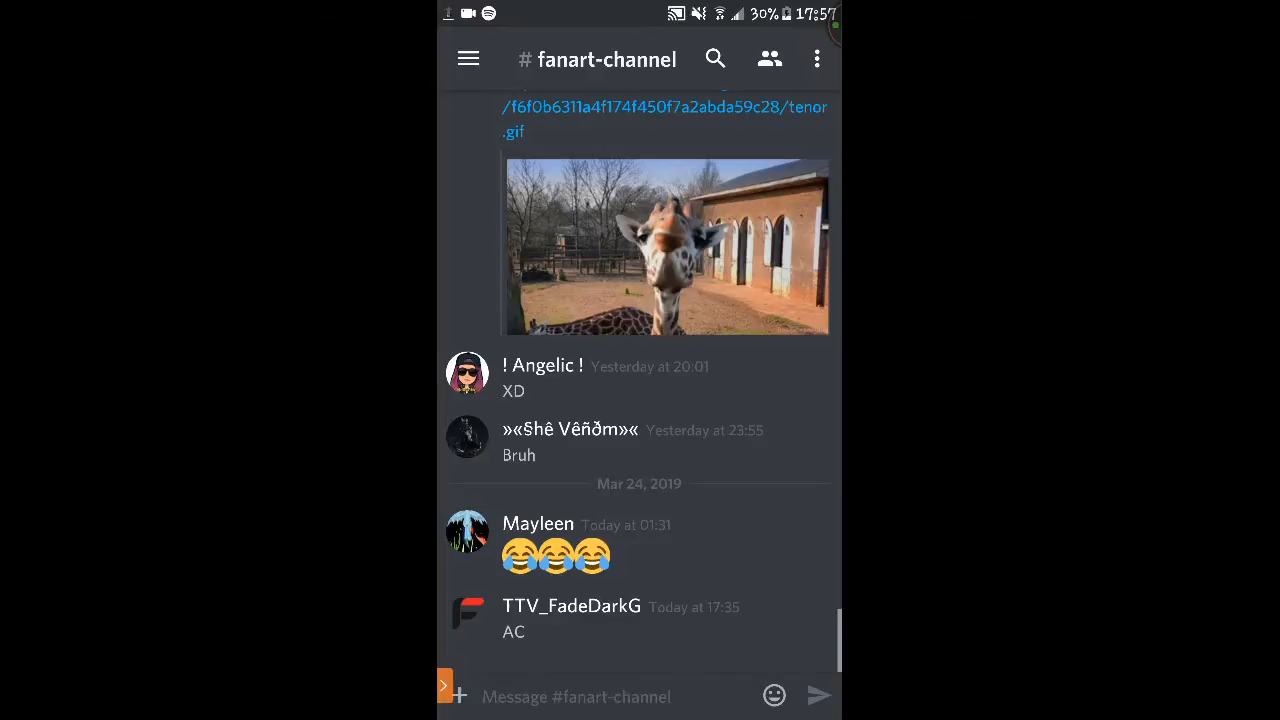 30% 17:57
# fanart-channel
/f6f0b6311a4f174f450f7a2abda59c28/tenor
.gif
! Angelic ! Yesterday at 20:01
XD
»«§hê Vêñðm»« Yesterday at 23:55
Bruh
Mar 24, 2019
Mayleen Today at 01:31
😂😂😂
TTV_FadeDarkG Today at 17:35
AC
Message #fanart-channel